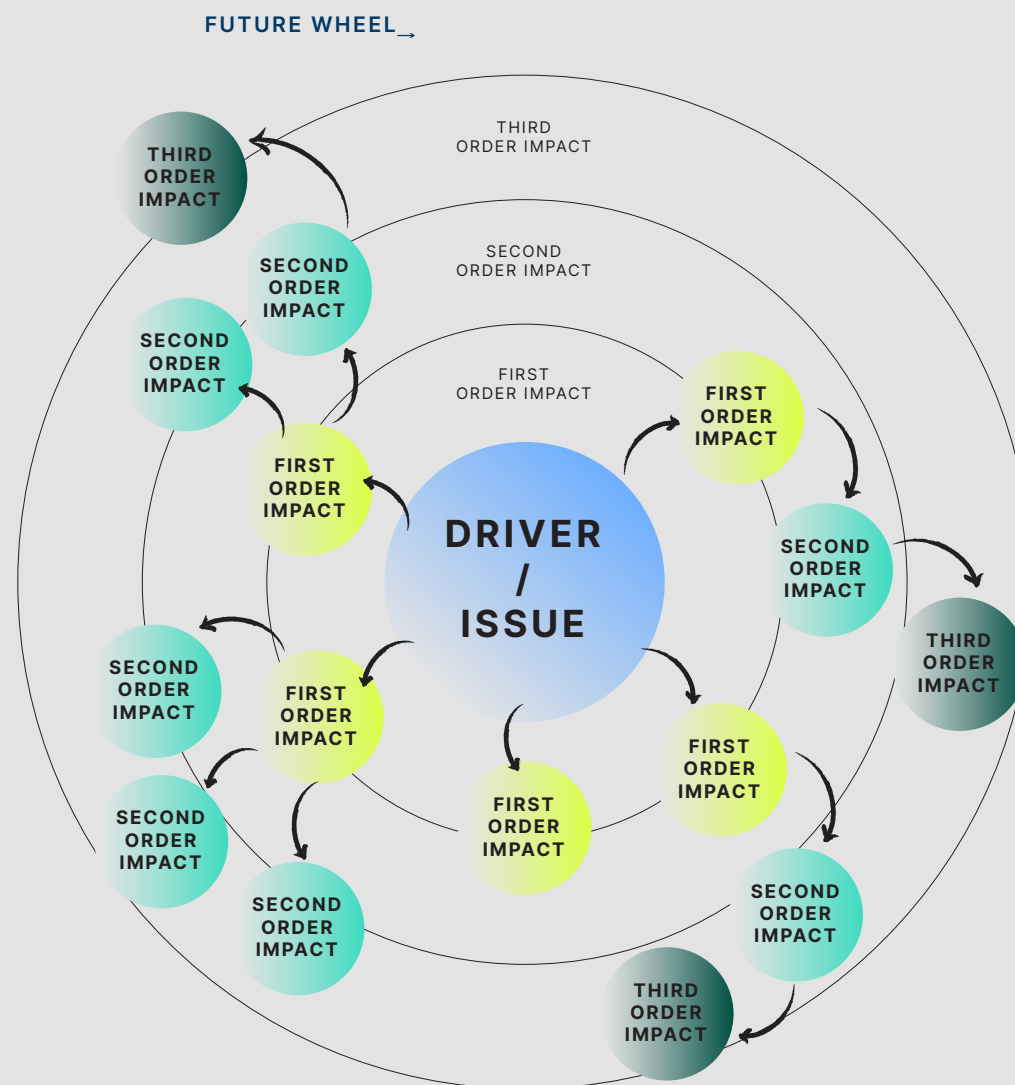 FUTURE WHEEL→
THIRD
ORDER IMPACT
THIRD
ORDER
IMPACT
SECOND
ORDER IMPACT
SECOND
ORDER
IMPACT
SECOND
ORDER
IMPACT
FIRST
ORDER IMPACT
FIRST
ORDER
IMPACT
FIRST
ORDER
IMPACT
DRIVER
/
ISSUE
SECOND
ORDER
IMPACT
THIRD
ORDER
IMPACT
SECOND
ORDER
IMPACT
FIRST
ORDER
IMPACT
FIRST
ORDER
IMPACT
SECOND
ORDER
IMPACT
FIRST
ORDER
IMPACT
SECOND
ORDER
IMPACT
SECOND
ORDER
IMPACT
THIRD
ORDER
IMPACT